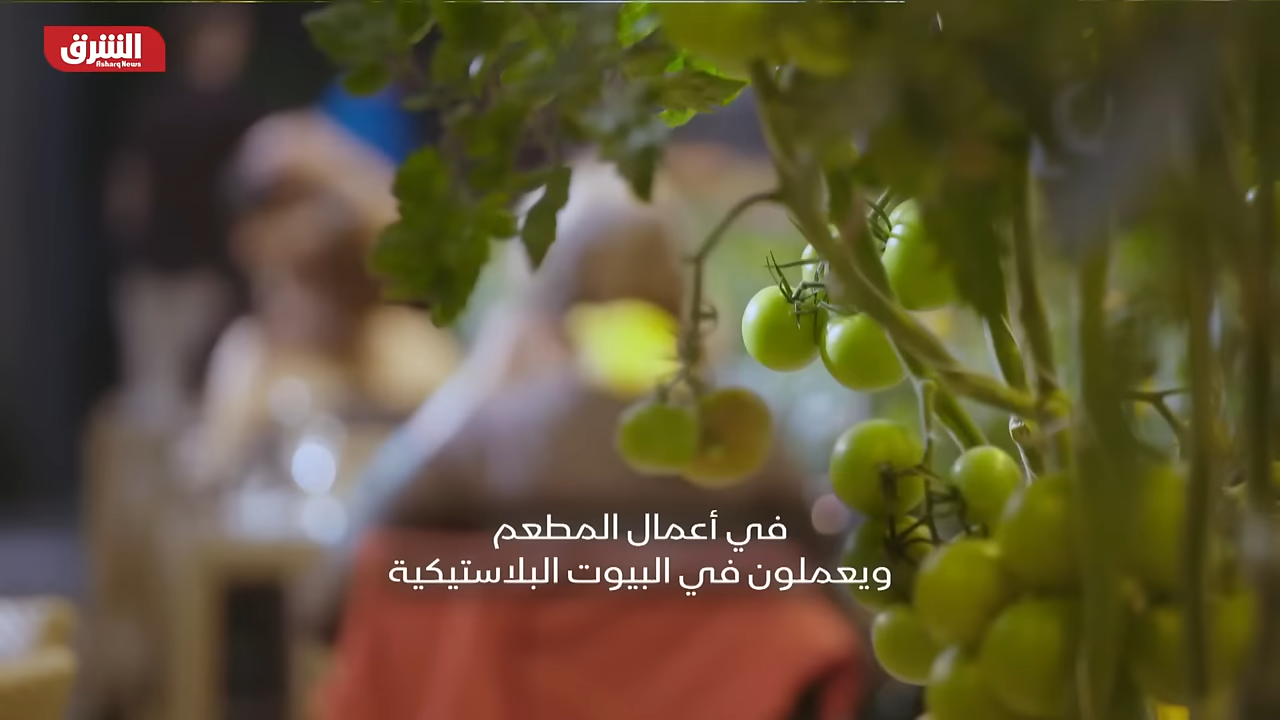 الشرق
Asharq News
في أعمال المطعم
ويعملون في البيوت البلاستيكية